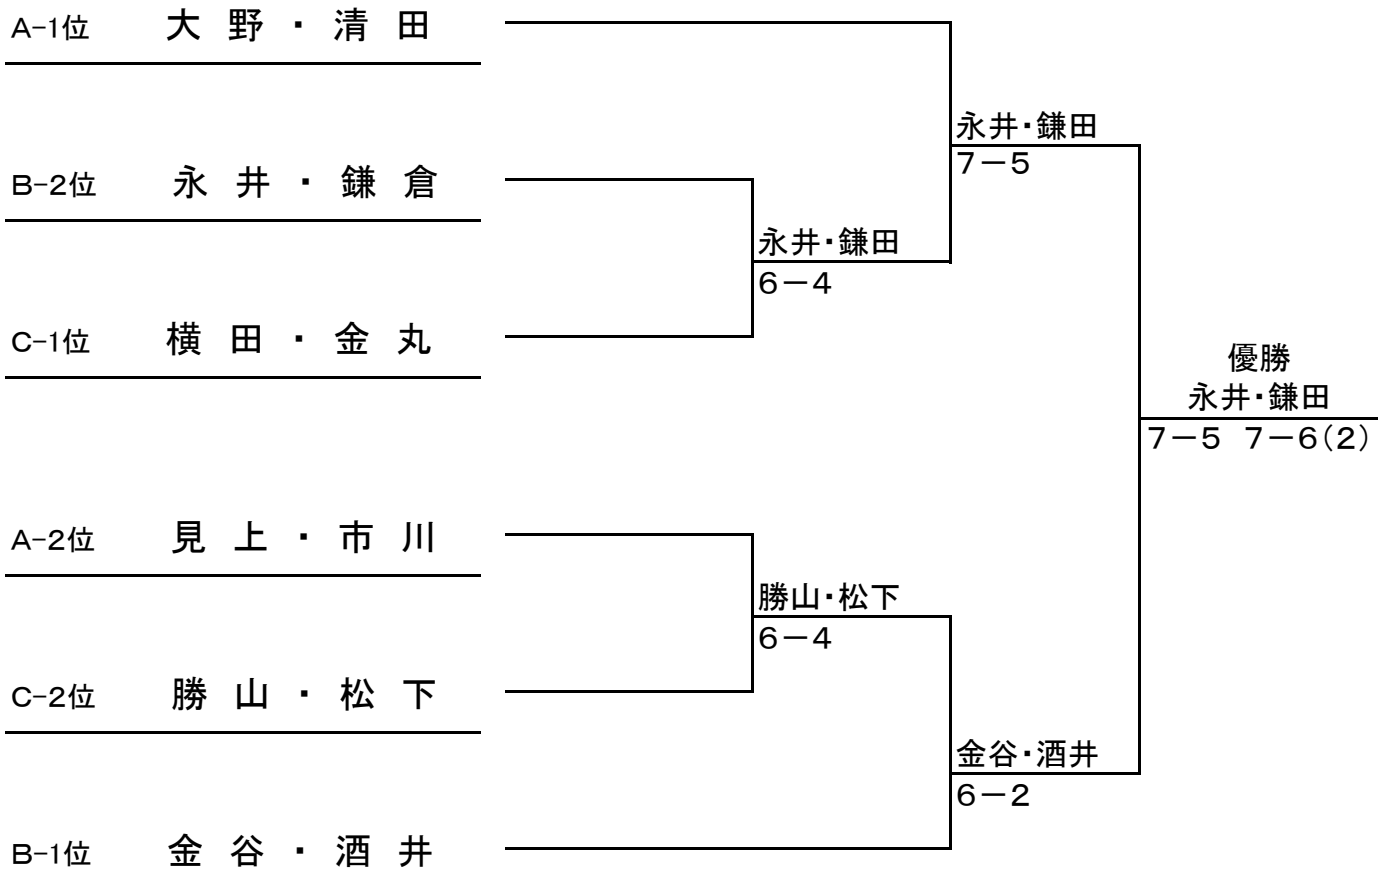 A-1位 大野・清田
永井・鎌田
7－5
B-2位 永井・鎌倉
永井・鎌田
6－4
C-1位 横田・金丸
優勝
永井・鎌田
7－5 7－6(2)
A-2位 見上・市川
勝山・松下
6－4
C-2位 勝山・松下
金谷・酒井
6－2
B-1位 金谷・酒井